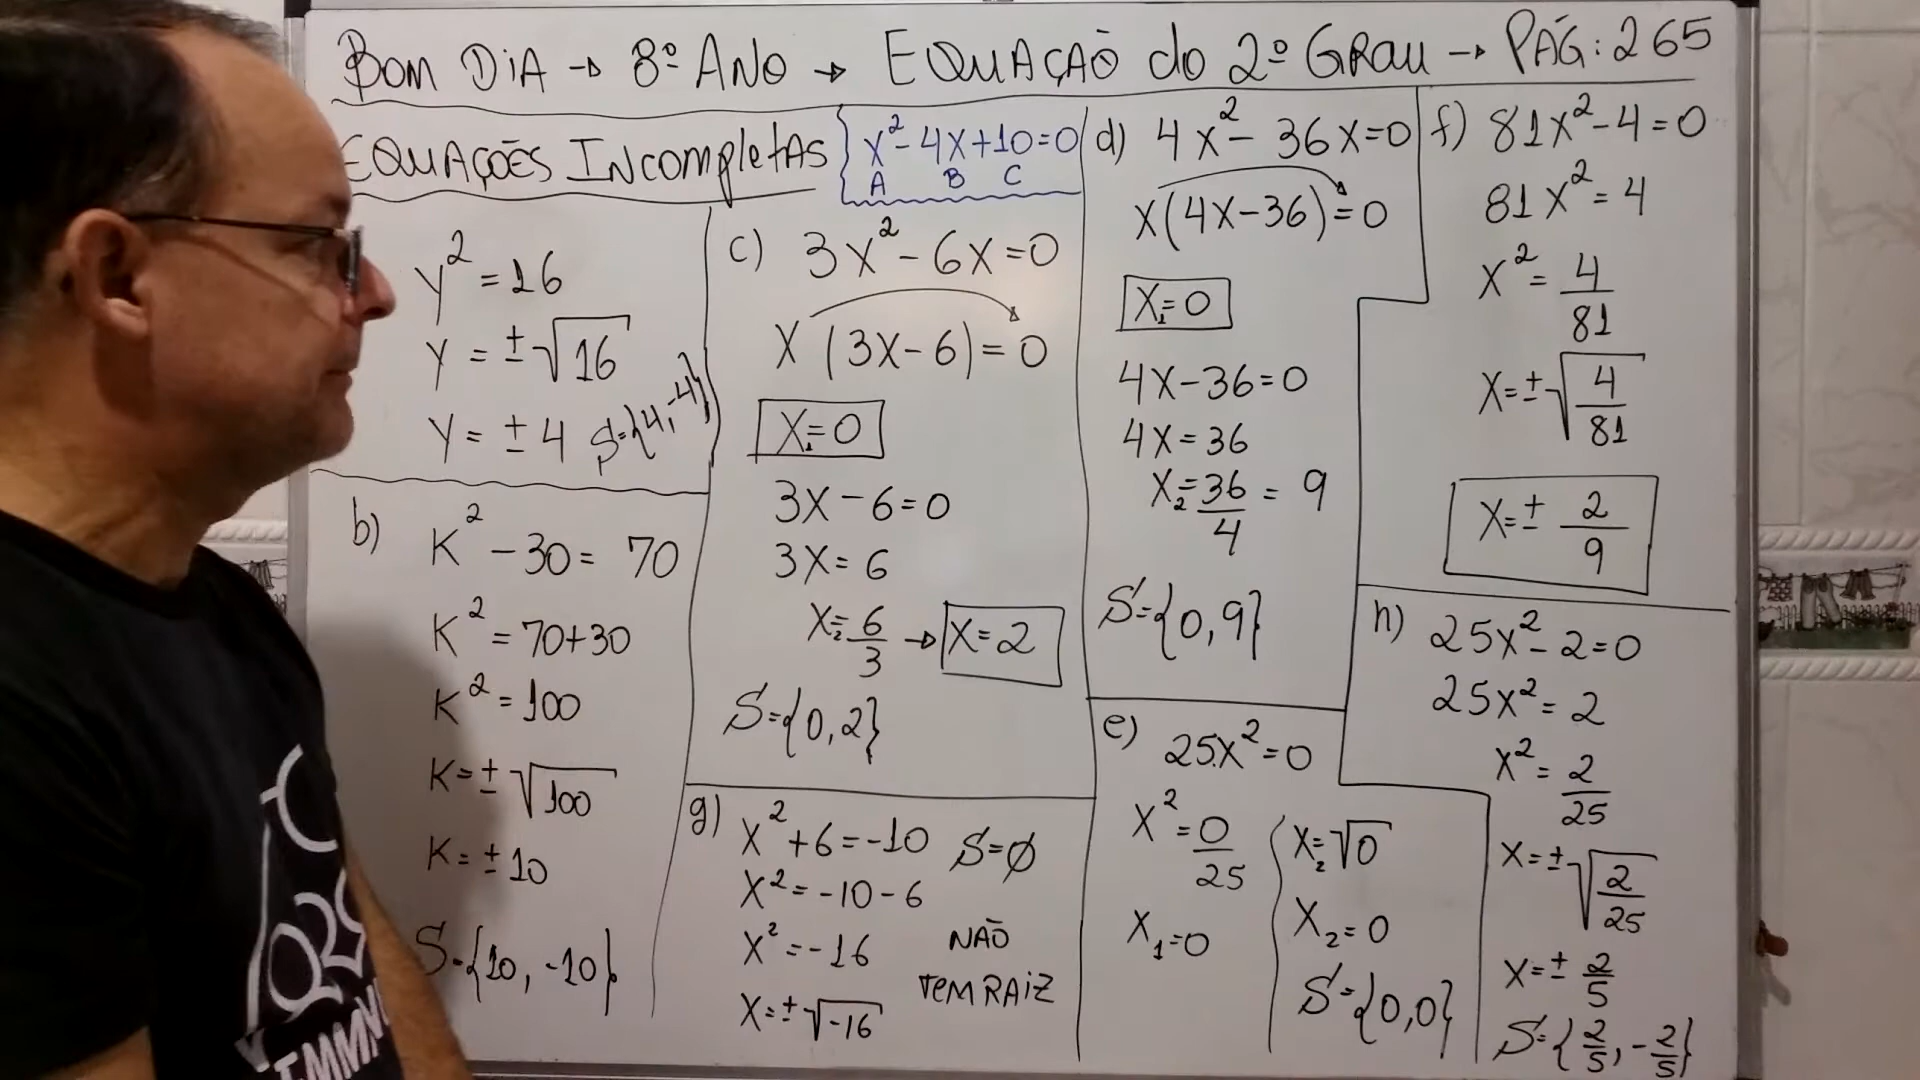 BOM DIA → 8º ANO → EQUAÇÃO do 2º GRAU → PÁG: 265
EQUAÇÕES INCOMPLETAS
x² - 4x + 10 = 0
A B C
y² = 16
y = ±√16
y = ± 4 S={4, -4}
b) K² - 30 = 70
K² = 70+30
K² = 100
K = ±√100
K = ± 10
S={10, -10}
c) 3x² - 6x = 0
x (3x - 6) = 0
x₁ = 0
3x - 6 = 0
3x = 6
x₂ = 6/3 → x = 2
S={0, 2}
g) x² + 6 = -10 S=∅
x² = -10 - 6
x² = -16
x = ±√-16
NÃO
TEM RAIZ
d) 4x² - 36x = 0
x(4x - 36) = 0
x₁ = 0
4x - 36 = 0
4x = 36
x₂ = 36/4 = 9
S={0, 9}
e) 25x² = 0
x² = 0/25
x₁ = 0
x₂ = √0
x₂ = 0
S={0, 0}
f) 81x² - 4 = 0
81x² = 4
x² = 4/81
x = ±√4/81
x = ± 2/9
h) 25x² - 2 = 0
25x² = 2
x² = 2/25
x = ±√2/25
x = ± 2/5
S={2/5, -2/5}